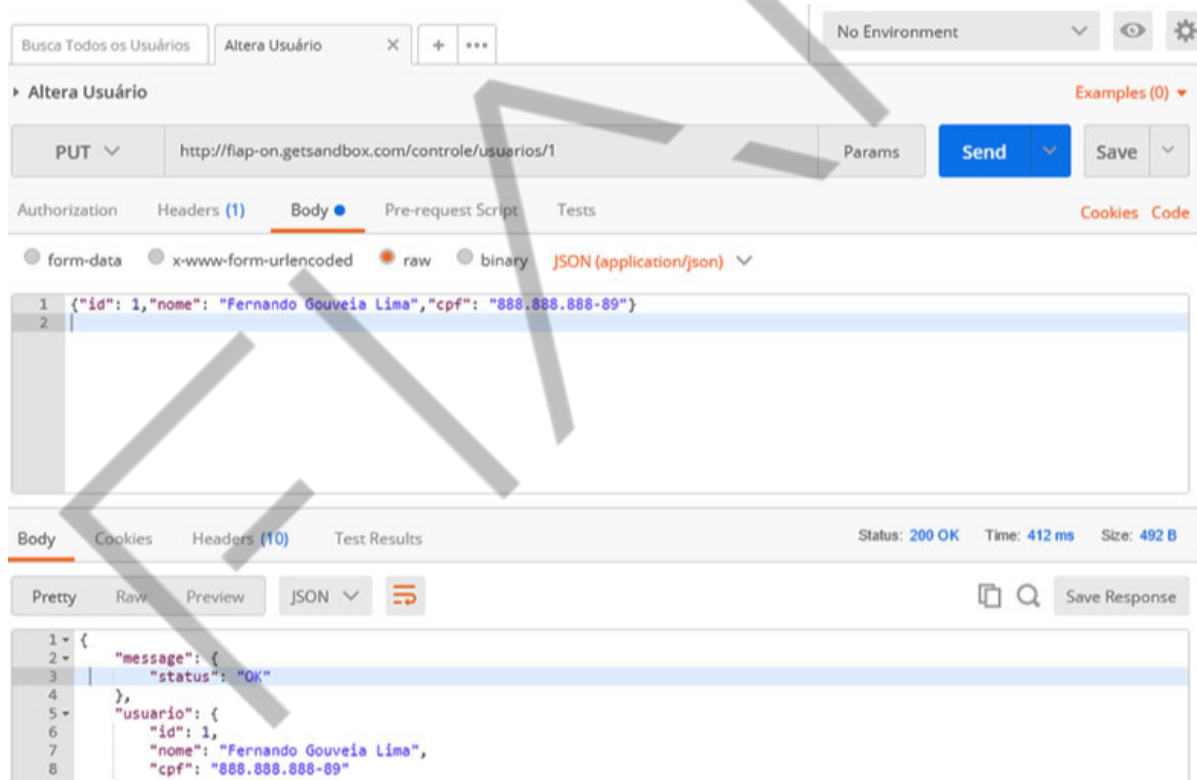 Busca Todos os Usuários Altera Usuário × + ••• No Environment
Altera Usuário Examples (0)
PUT http://fiap-on.getsandbox.com/controle/usuarios/1 Params Send Save
Authorization Headers (1) Body Pre-request Script Tests Cookies Code
form-data x-www-form-urlencoded raw binary JSON (application/json)
1 {"id": 1,"nome": "Fernando Gouveia Lima","cpf": "888.888.888-89"}
2
Body Cookies Headers (10) Test Results Status: 200 OK Time: 412 ms Size: 492 B
Pretty Raw Preview JSON Save Response
1 {
2 "message": {
3 "status": "OK"
4 },
5 "usuario": {
6 "id": 1,
7 "nome": "Fernando Gouveia Lima",
8 "cpf": "888.888.888-89"